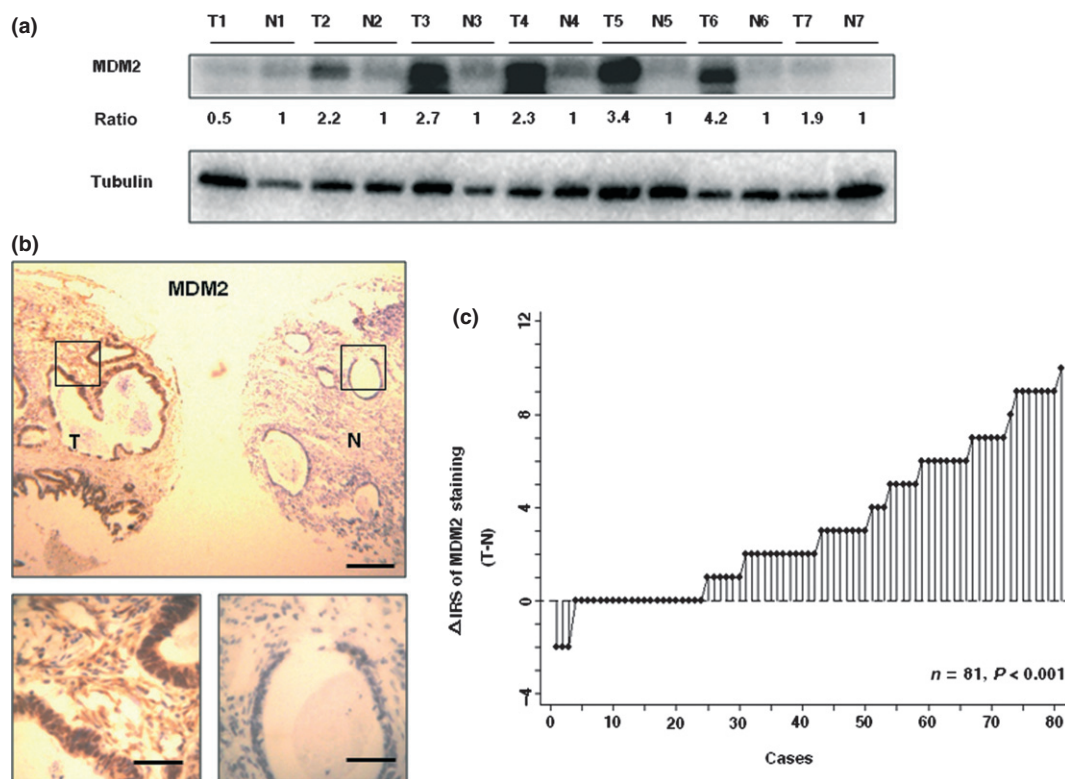 (a)
T1 N1 T2 N2 T3 N3 T4 N4 T5 N5 T6 N6 T7 N7
MDM2
Ratio 0.5 1 2.2 1 2.7 1 2.3 1 3.4 1 4.2 1 1.9 1
Tubulin
(b)
MDM2
T
N
(c)
12
8
4
0
-4
ΔIRS of MDM2 staining
(T-N)
n = 81, P < 0.001
0 10 20 30 40 50 60 70 80
Cases